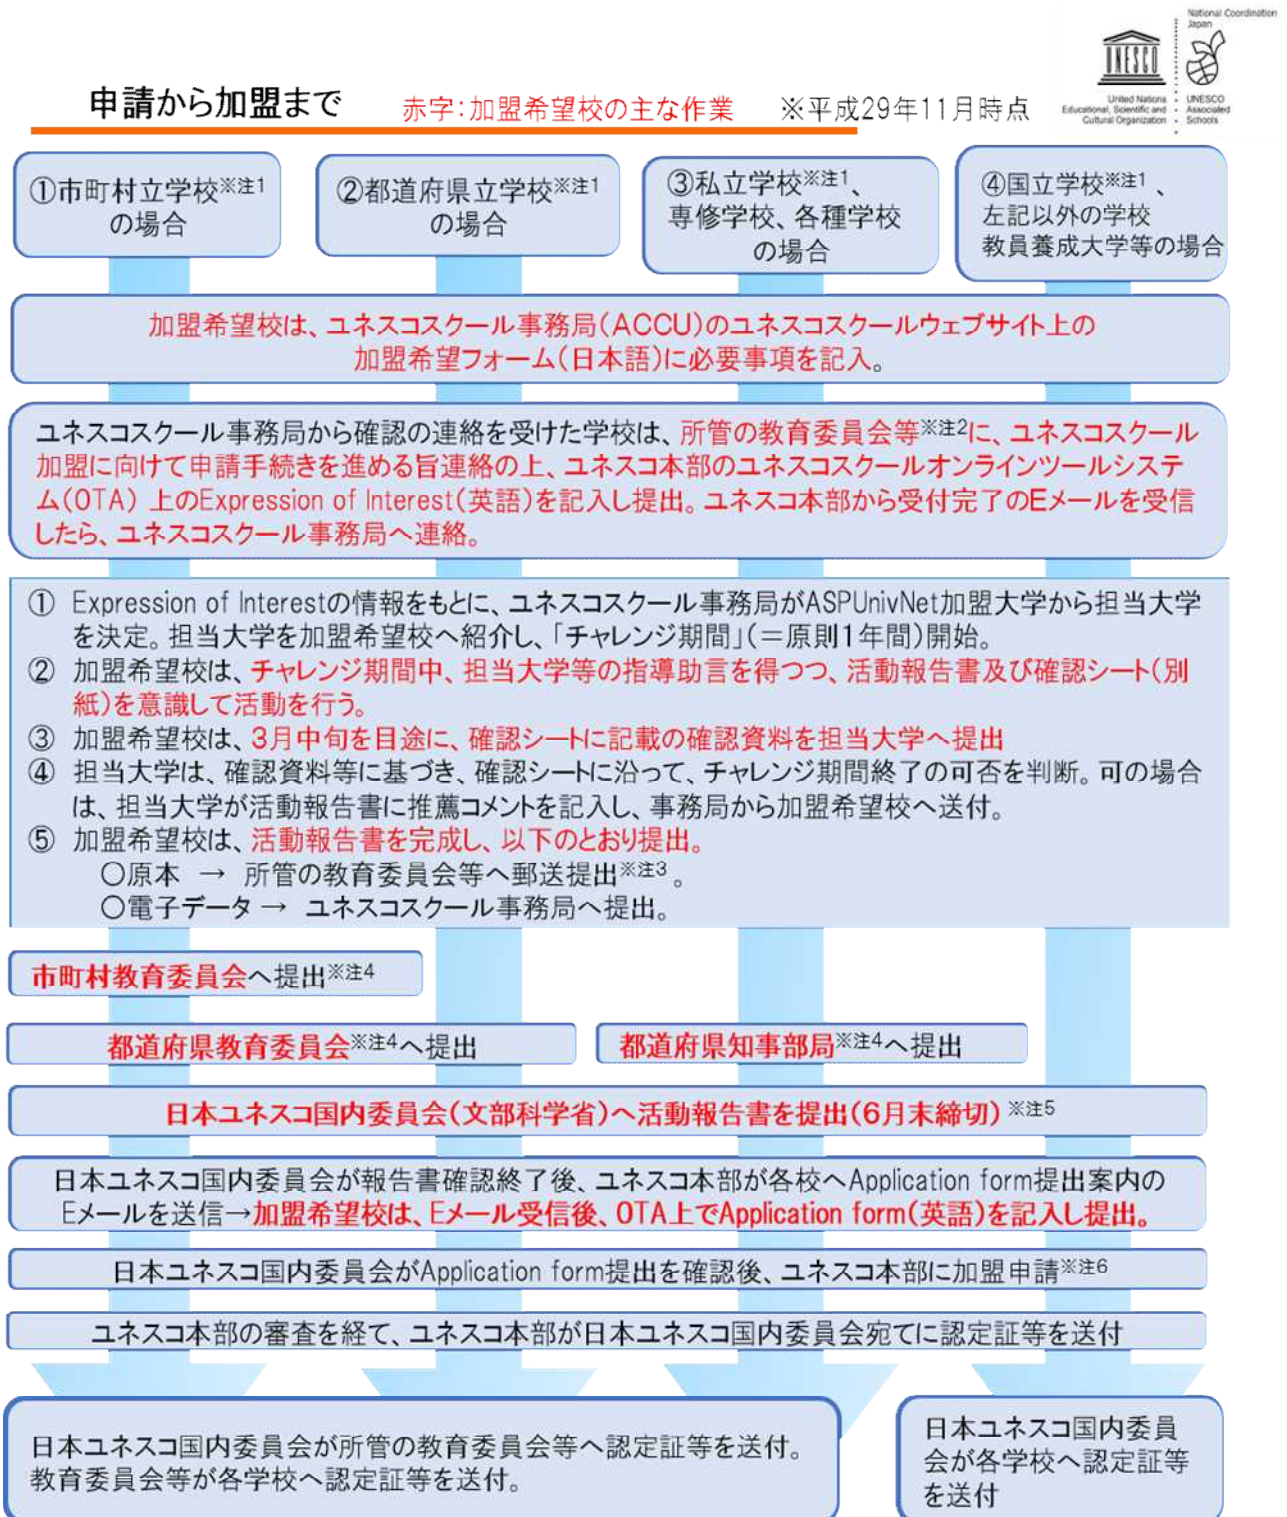 National Coordination
Japan
UNESCO
United Nations
Educational, Scientific and
Cultural Organization
UNESCO
Associated
Schools
申請から加盟まで
赤字：加盟希望校の主な作業
※平成29年11月時点
①市町村立学校※注1
の場合
②都道府県立学校※注1
の場合
③私立学校※注1、
専修学校、各種学校
の場合
④国立学校※注1、
左記以外の学校
教員養成大学等の場合
加盟希望校は、ユネスコスクール事務局（ACCU）のユネスコスクールウェブサイト上の
加盟希望フォーム（日本語）に必要事項を記入。
ユネスコスクール事務局から確認の連絡を受けた学校は、所管の教育委員会等※注2に、ユネスコスクール
加盟に向けて申請手続きを進める旨連絡の上、ユネスコ本部のユネスコスクールオンラインツールシステ
ム（OTA） 上のExpression of Interest（英語）を記入し提出。ユネスコ本部から受付完了のEメールを受信
したら、ユネスコスクール事務局へ連絡。
① Expression of Interestの情報をもとに、ユネスコスクール事務局がASPUnivNet加盟大学から担当大学
を決定。担当大学を加盟希望校へ紹介し、「チャレンジ期間」（＝原則1年間）開始。
② 加盟希望校は、チャレンジ期間中、担当大学等の指導助言を得つつ、活動報告書及び確認シート（別
紙）を意識して活動を行う。
③ 加盟希望校は、3月中旬を目途に、確認シートに記載の確認資料を担当大学へ提出
④ 担当大学は、確認資料等に基づき、確認シートに沿って、チャレンジ期間終了の可否を判断。可の場合
は、担当大学が活動報告書に推薦コメントを記入し、事務局から加盟希望校へ送付。
⑤ 加盟希望校は、活動報告書を完成し、以下のとおり提出。
○原本 → 所管の教育委員会等へ郵送提出※注3。
○電子データ → ユネスコスクール事務局へ提出。
市町村教育委員会へ提出※注4
都道府県教育委員会※注4へ提出
都道府県知事部局※注4へ提出
日本ユネスコ国内委員会（文部科学省）へ活動報告書を提出（6月末締切）※注5
日本ユネスコ国内委員会が報告書確認終了後、ユネスコ本部が各校へApplication form提出案内の
Eメールを送信→加盟希望校は、Eメール受信後、OTA上でApplication form（英語）を記入し提出。
日本ユネスコ国内委員会がApplication form提出を確認後、ユネスコ本部に加盟申請※注6
ユネスコ本部の審査を経て、ユネスコ本部が日本ユネスコ国内委員会宛てに認定証等を送付
日本ユネスコ国内委員会が所管の教育委員会等へ認定証等を送付。
教育委員会等が各学校へ認定証等を送付。
日本ユネスコ国内委員
会が各学校へ認定証等
を送付